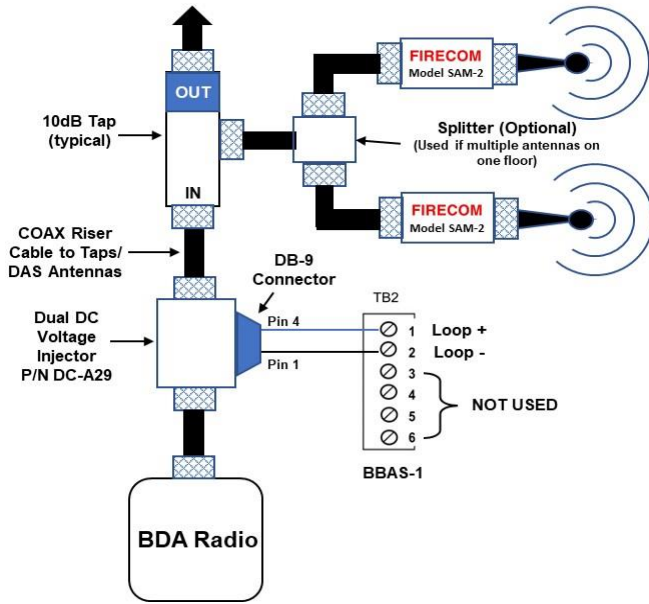 FIRECOM
Model SAM-2
OUT
10dB Tap
(typical)
IN
Splitter (Optional)
(Used if multiple antennas on
one floor)
FIRECOM
Model SAM-2
COAX Riser
Cable to Taps/
DAS Antennas
DB-9
Connector
Dual DC
Voltage
Injector
P/N DC-A29
Pin 4
Pin 1
TB2
1 Loop +
2 Loop -
3
4
5
6
NOT USED
BBAS-1
BDA Radio